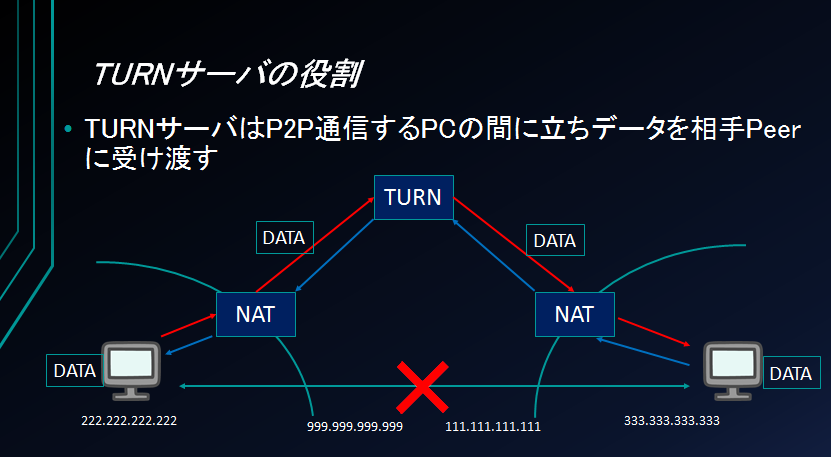 TURNサーバの役割
• TURNサーバはP2P通信するPCの間に立ちデータを相手Peer
に受け渡す
TURN
DATA
DATA
NAT
NAT
DATA
DATA
222.222.222.222
999.999.999.999
111.111.111.111
333.333.333.333